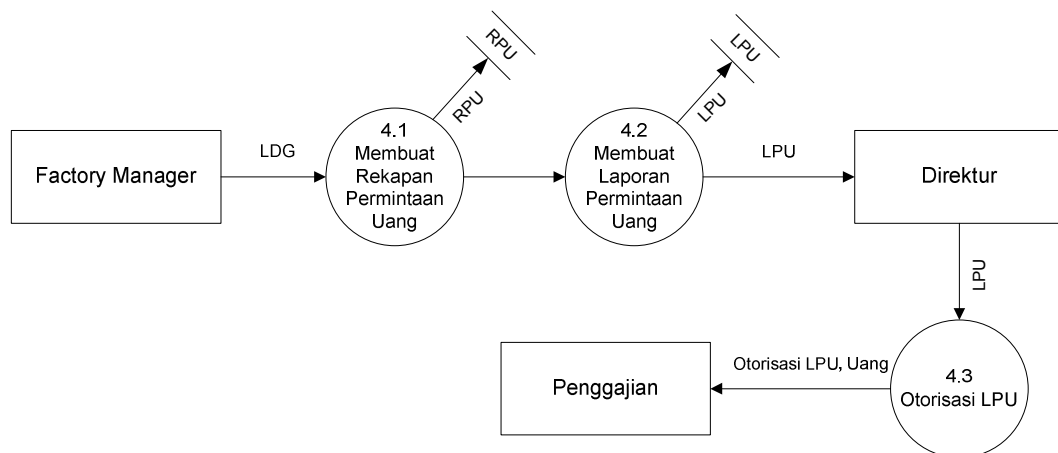 RPU
RPU
LPU
LPU
Factory Manager
LDG
4.1
Membuat
Rekapan
Permintaan
Uang
4.2
Membuat
Laporan
Permintaan
Uang
LPU
Direktur
LPU
Penggajian
Otorisasi LPU, Uang
4.3
Otorisasi LPU